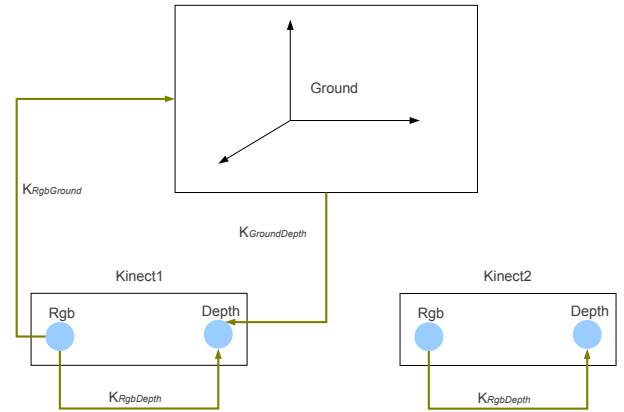 Ground
KRgbGround
KGroundDepth
Kinect1
Kinect2
Rgb
Depth
Rgb
Depth
KRgbDepth
KRgbDepth